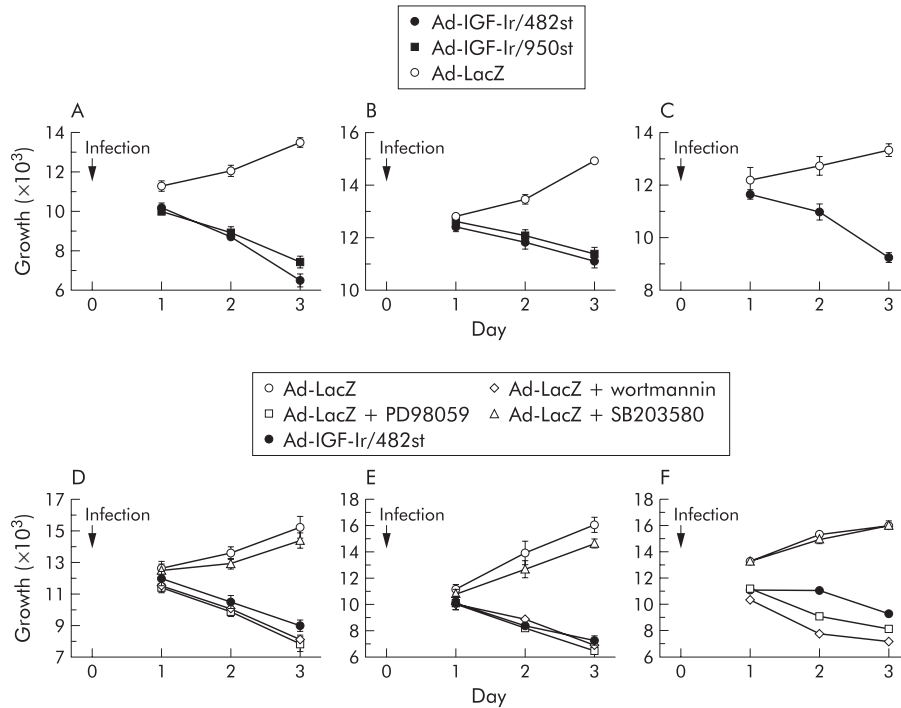 Ad-IGF-Ir/482st
Ad-IGF-Ir/950st
Ad-LacZ
A
B
C
Growth (×10³)
14
12
10
8
6
Infection
0
1
2
3
16
14
12
10
Infection
0
1
2
3
14
12
10
8
Infection
0
1
2
3
Day
Ad-LacZ
Ad-LacZ + wortmannin
Ad-LacZ + PD98059
Ad-LacZ + SB203580
Ad-IGF-Ir/482st
D
E
F
Growth (×10³)
17
15
13
11
9
7
Infection
0
1
2
3
18
16
14
12
10
8
6
Infection
0
1
2
3
18
16
14
12
10
8
6
Infection
0
1
2
3
Day